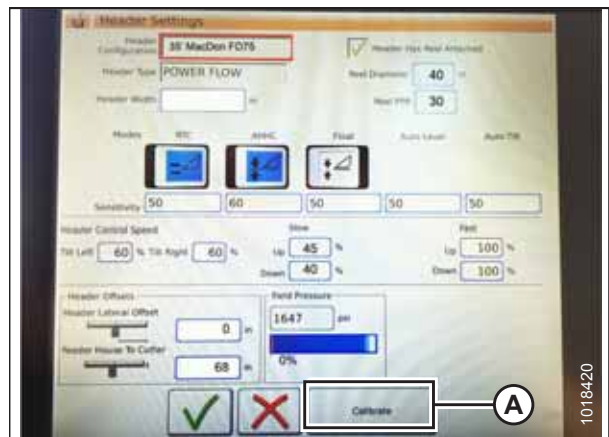 Header Settings
Header Configuration
38' MacDon FD75
Header Has Reel Attached
Header Type
POWER FLOW
Reel Diameter
40
in
Header Width
in
Reel PPR
30
Modes
RTC
AHHC
Float
Auto Level
Auto Tilt
Sensitivity
50
60
50
50
50
Header Control Speed
Slow
Fast
Tilt Left
60
%
Tilt Right
60
%
Up
45
%
Up
100
%
Down
40
%
Down
100
%
Header Offsets
Field Pressure
Header Lateral Offset
0
in
1647
psi
Feeder House To Cutter
68
in
0%
Calibrate
A
1018420